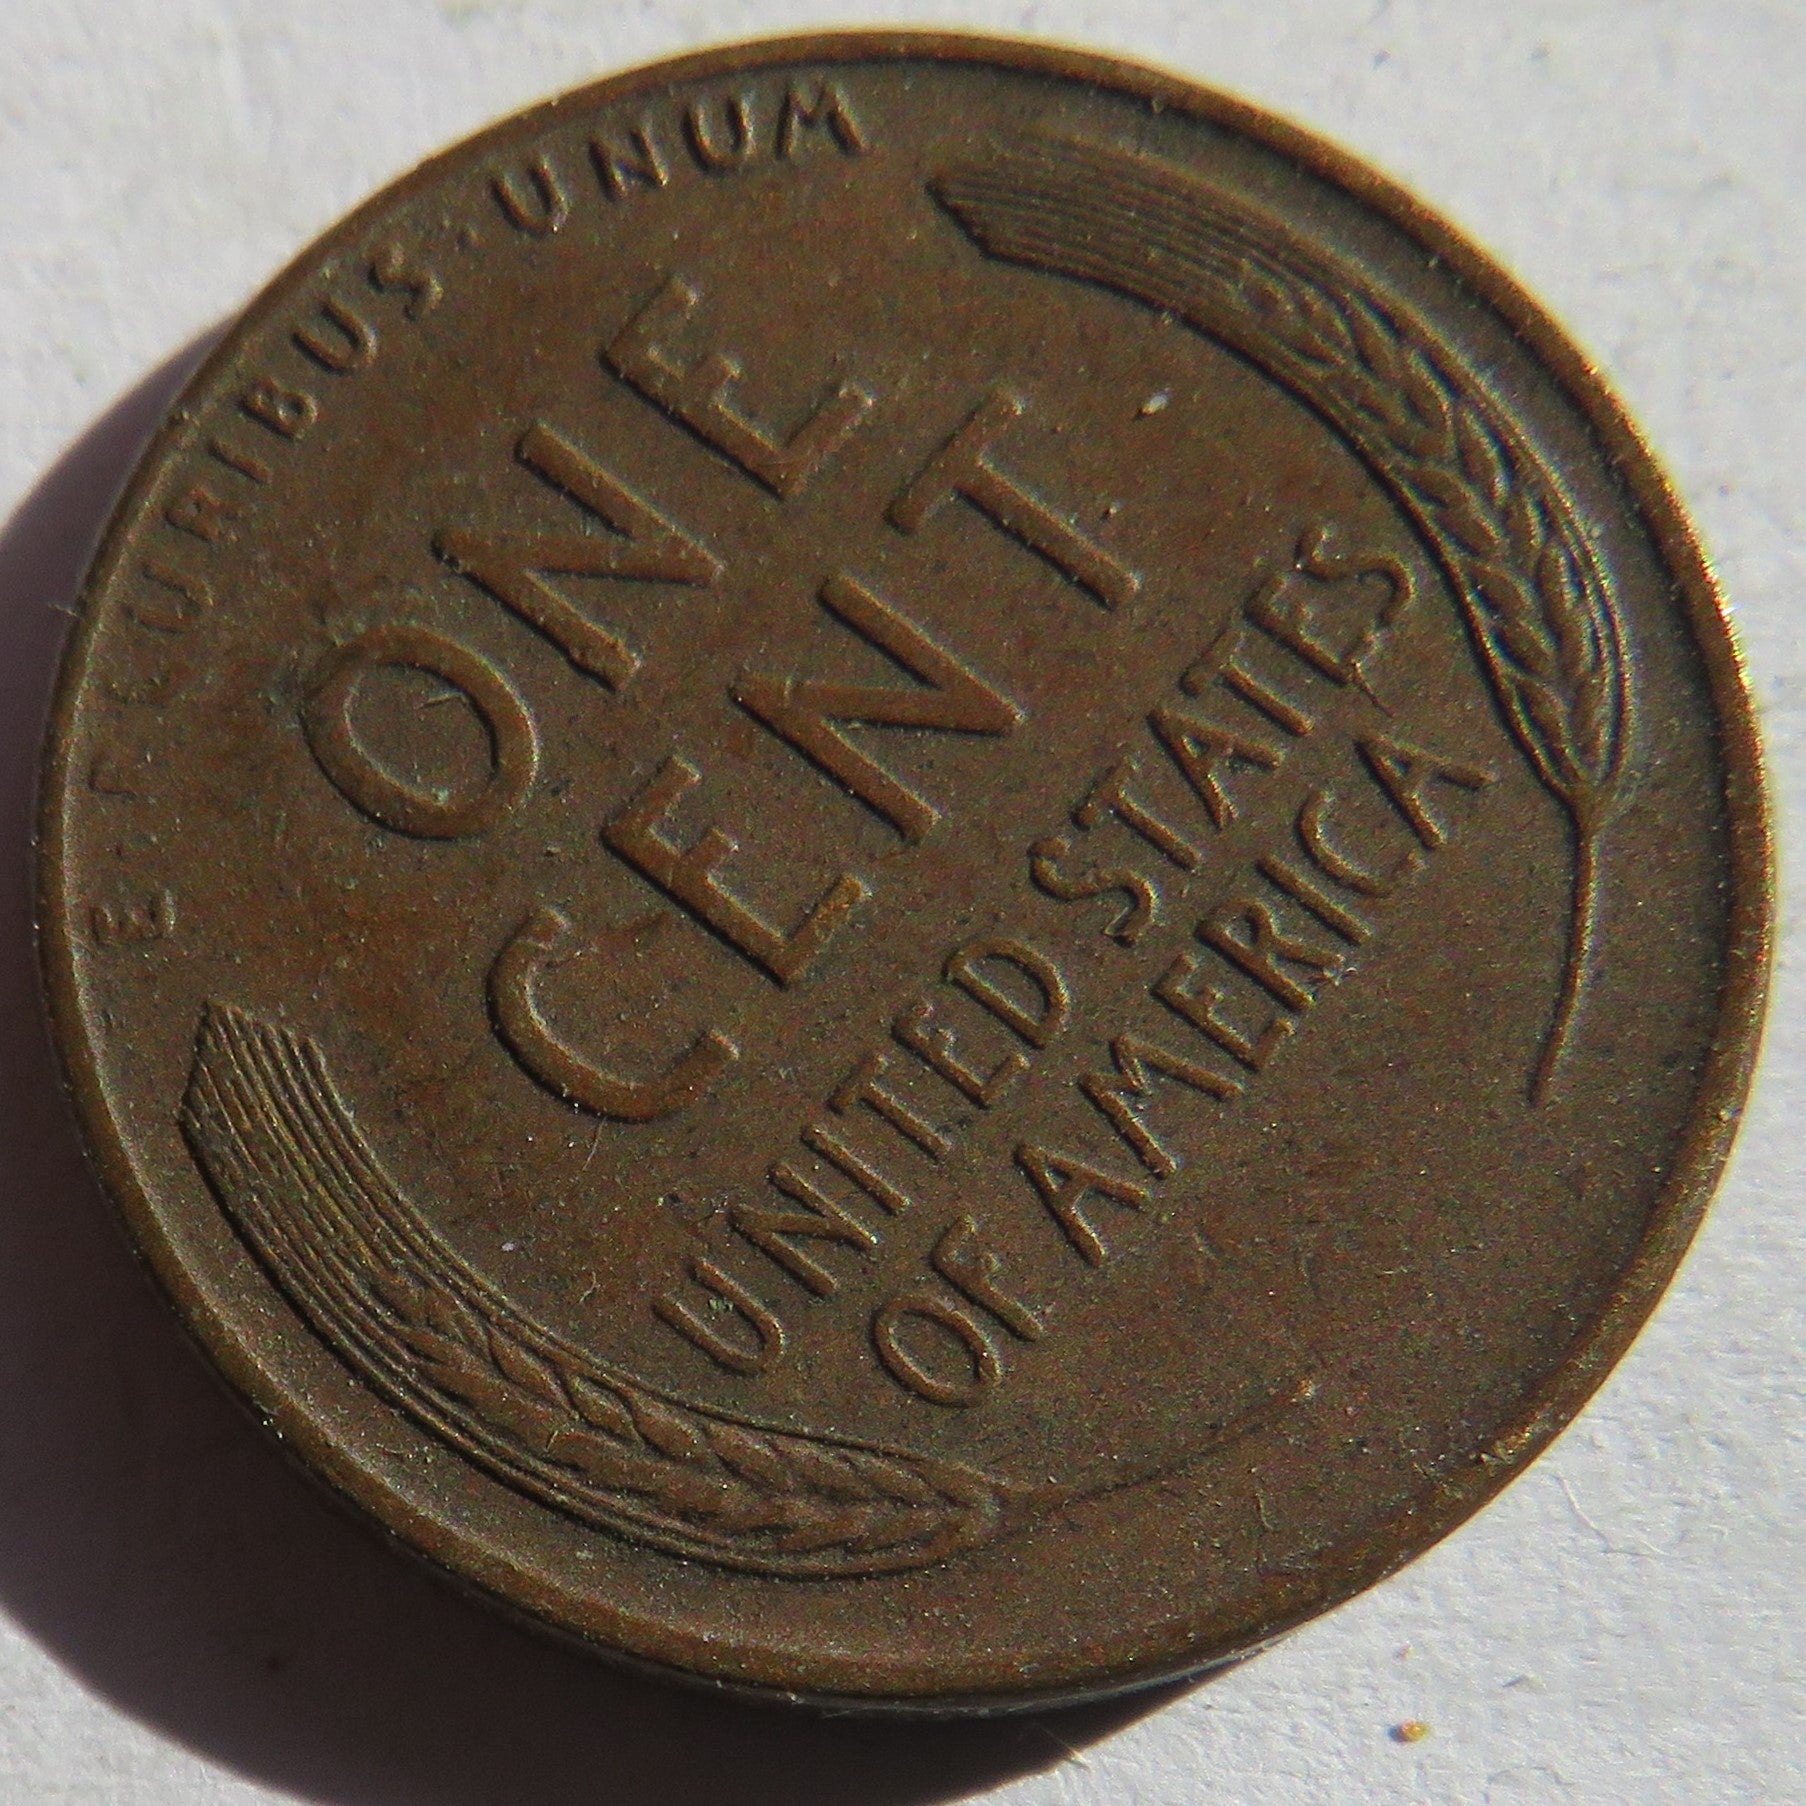 E PLURIBUS · UNUM
ONE
CENT
UNITED STATES
OF AMERICA